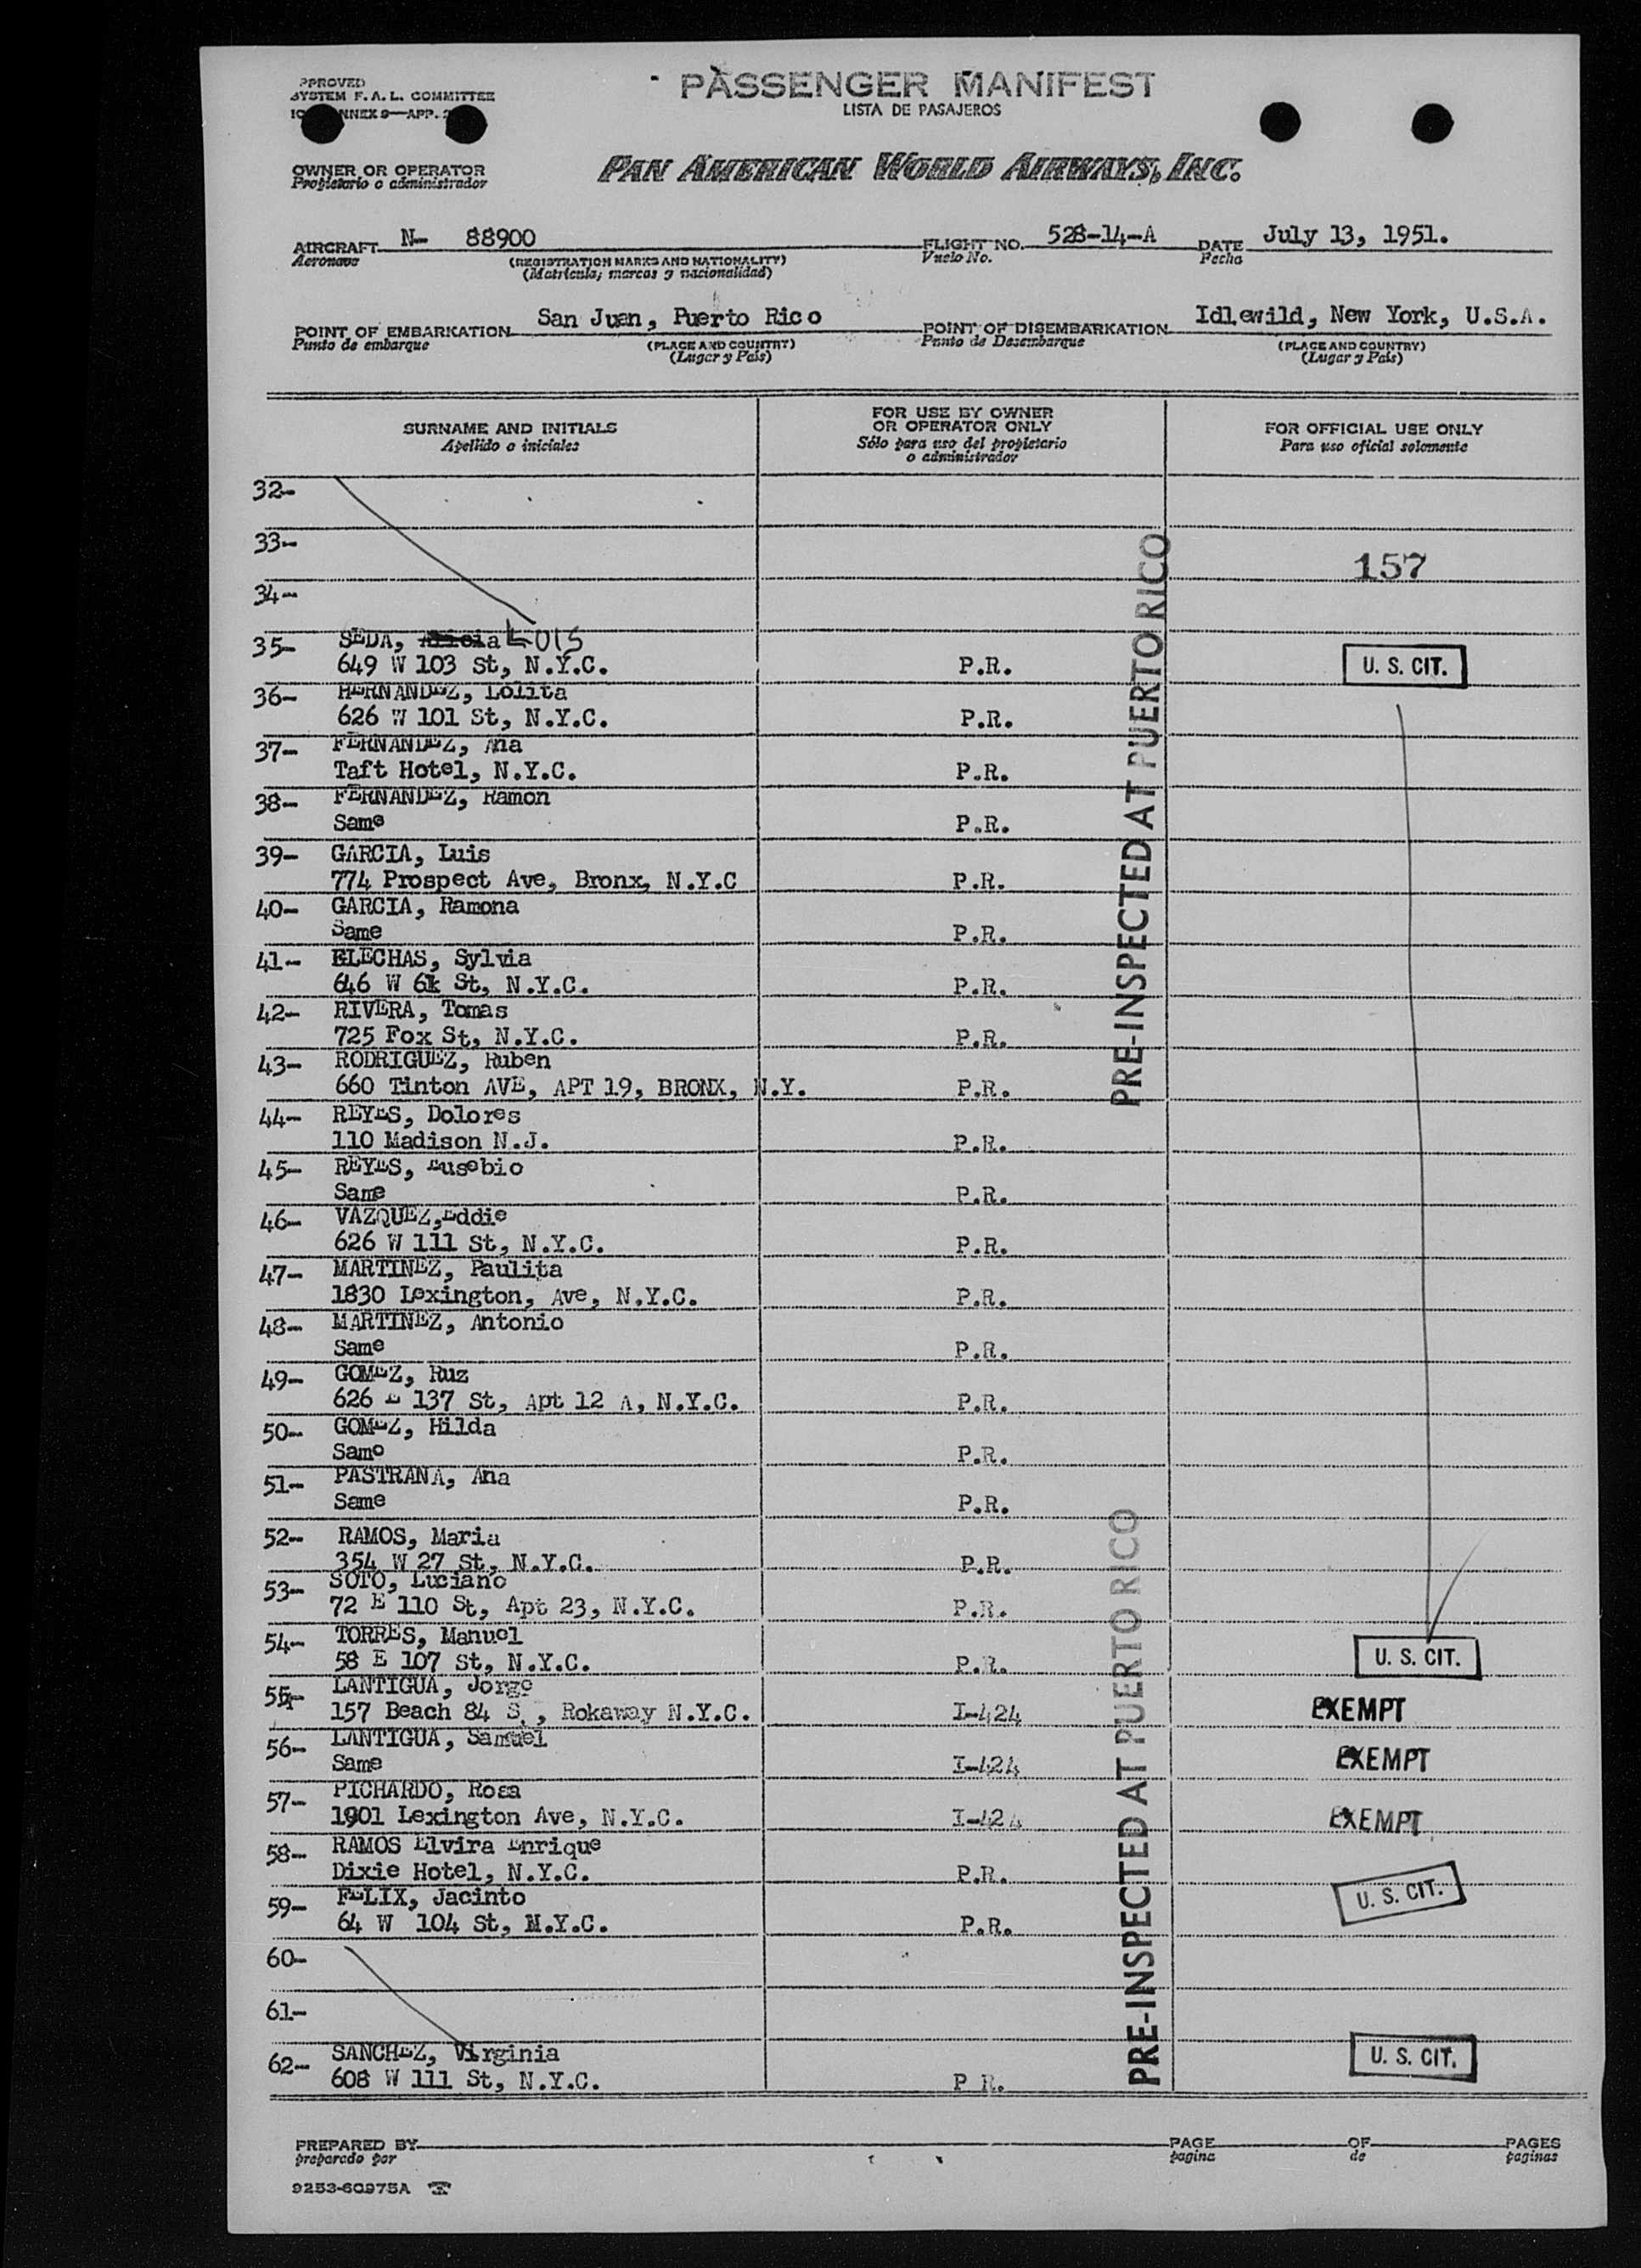 PPROVED
SYSTEM F. A. L. COMMITTEE
NNEX 9—APP.
PASSENGER MANIFEST
LISTA DE PASAJEROS
OWNER OR OPERATOR
Propietario o administrador
PAN AMERICAN WORLD AIRWAYS, INC.
AIRCRAFT N- 88900 FLIGHT NO. 528-14-A DATE July 13, 1951.
Aeronave (REGISTRATION MARKS AND NATIONALITY) Vuelo No. Fecha
(Matrícula; marcas y nacionalidad)
POINT OF EMBARKATION San Juan, Puerto Rico POINT OF DISEMBARKATION Idlewild, New York, U.S.A.
Punto de embarque (PLACE AND COUNTRY) Punto de Desembarque (PLACE AND COUNTRY)
(Lugar y País) (Lugar y País)
SURNAME AND INITIALS FOR USE BY OWNER OR OPERATOR ONLY FOR OFFICIAL USE ONLY
Apellido o iniciales Sólo para uso del propietario o administrador Para uso oficial solamente
32-
33-
157
34-
35- SEDA, Luis
649 W 103 St, N.Y.C. P.R. U. S. CIT.
36- HERNANDEZ, Lolita
626 W 101 St, N.Y.C. P.R.
37- FERNANDEZ, Ana
Taft Hotel, N.Y.C. P.R.
38- FERNANDEZ, Ramon
Same P.R.
39- GARCIA, Luis
774 Prospect Ave, Bronx, N.Y.C P.R.
40- GARCIA, Ramona
Same P.R.
41- ELECHAS, Sylvia
646 W St, N.Y.C. P.R.
42- RIVERA, Tomas
725 Fox St, N.Y.C. P.R.
43- RODRIGUEZ, Ruben
660 Tinton AVE, APT 19, BRONX, N.Y. P.R.
PRE-INSPECTED AT PUERTO RICO
44- REYES, Dolores
110 Madison N.J. P.R.
45- REYES, Eusebio
Same P.R.
46- VAZQUEZ,Eddie
626 W 111 St, N.Y.C. P.R.
47- MARTINEZ, Paulita
1830 Lexington, Ave, N.Y.C. P.R.
48- MARTINEZ, Antonio
Same P.R.
49- GOMEZ, Ruz
626 E 137 St, Apt 12 A, N.Y.C. P.R.
50- GOMEZ, Hilda
Same P.R.
51- PASTRANA, Ana
Same P.R.
52- RAMOS, Maria
354 W 27 St, N.Y.C. P.R.
53- SOTO, Luciano
72 E 110 St, Apt 23, N.Y.C. P.R.
54- TORRES, Manuel
58 E 107 St, N.Y.C. P.R. U. S. CIT.
55- LANTIGUA, Jorge
157 Beach 84 S , Rokaway N.Y.C. I-424 EXEMPT
56- LANTIGUA, Samuel
Same I-424 EXEMPT
57- PICHARDO, Rosa
1901 Lexington Ave, N.Y.C. I-424 EXEMPT
58- RAMOS Elvira Enrique
Dixie Hotel, N.Y.C. P.R.
59- FELIX, Jacinto U. S. CIT.
64 W 104 St, N.Y.C. P.R.
60-
61-
62- SANCHEZ, Virginia
608 W 111 St, N.Y.C. P R. U. S. CIT.
PRE-INSPECTED AT PUERTO RICO
PREPARED BY PAGE OF PAGES
preparado por pagina de paginas
9253-60975A